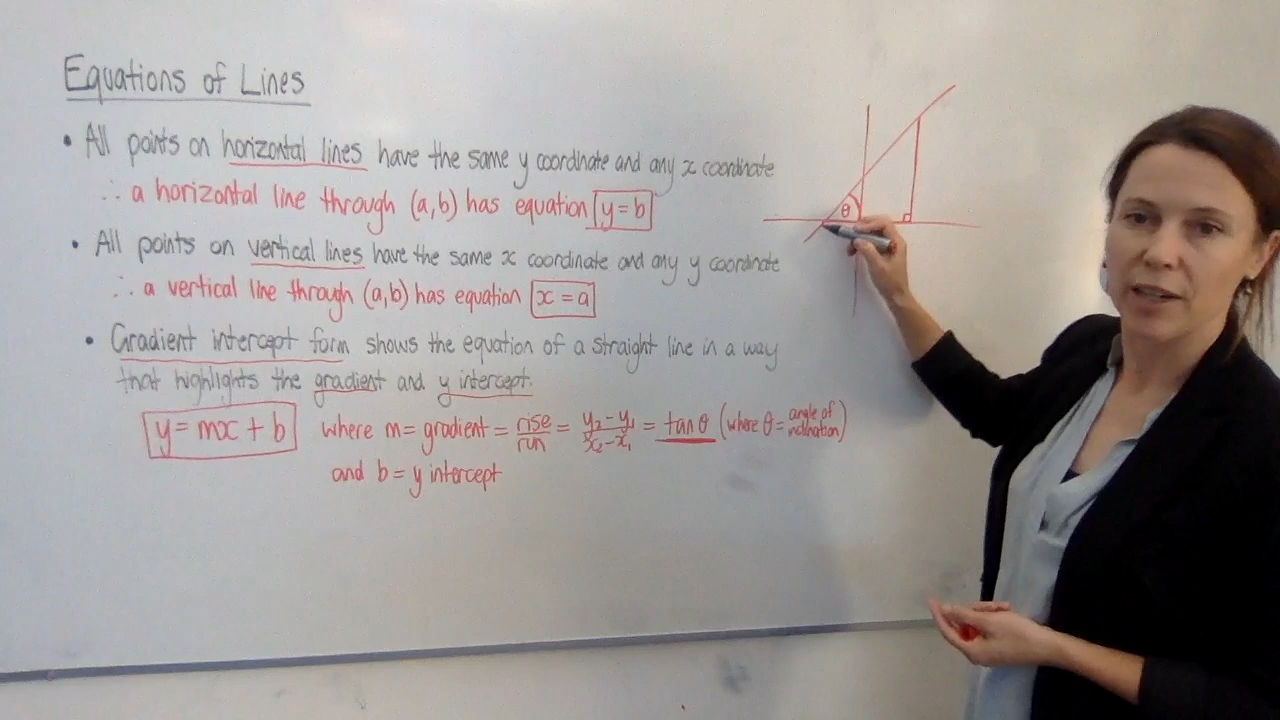 Equations of Lines
• All points on horizontal lines have the same y coordinate and any x coordinate
∴ a horizontal line through (a,b) has equation y = b
• All points on vertical lines have the same x coordinate and any y coordinate
∴ a vertical line through (a,b) has equation x = a
• Gradient intercept form shows the equation of a straight line in a way
that highlights the gradient and y intercept.
y = mx + b where m = gradient = rise/run = y₂-y₁/x₂-x₁ = tan θ (where θ = angle of inclination)
and b = y intercept
θ